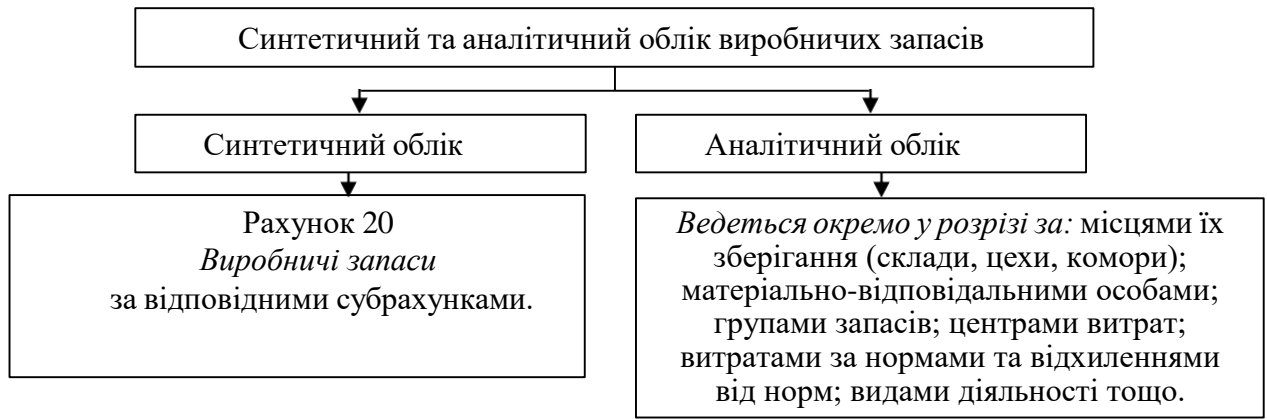 Синтетичний та аналітичний облік виробничих запасів
Синтетичний облік
Аналітичний облік
Рахунок 20
Виробничі запаси
за відповідними субрахунками.
Ведеться окремо у розрізі за: місцями їх
зберігання (склади, цехи, комори);
матеріально-відповідальними особами;
групами запасів; центрами витрат;
витратами за нормами та відхиленнями
від норм; видами діяльності тощо.